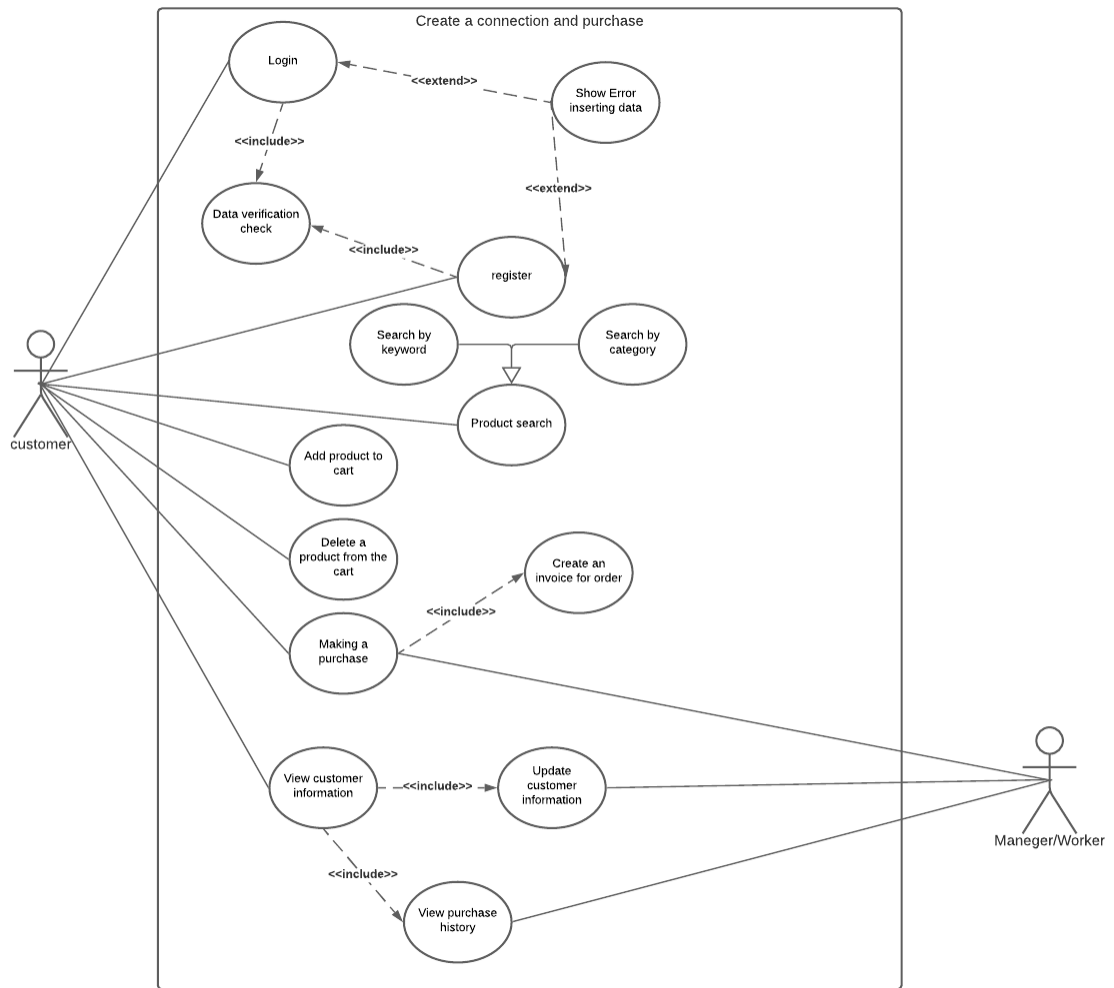 Create a connection and purchase
Login
<<extend>>
Show Error
inserting data
<<include>>
<<extend>>
Data verification
check
<<include>>
register
Search by
keyword
Search by
category
Product search
customer
Add product to
cart
Delete a
product from the
cart
Create an
invoice for order
<<include>>
Making a
purchase
View customer
information
<<include>>
Update
customer
information
Maneger/Worker
<<include>>
View purchase
history